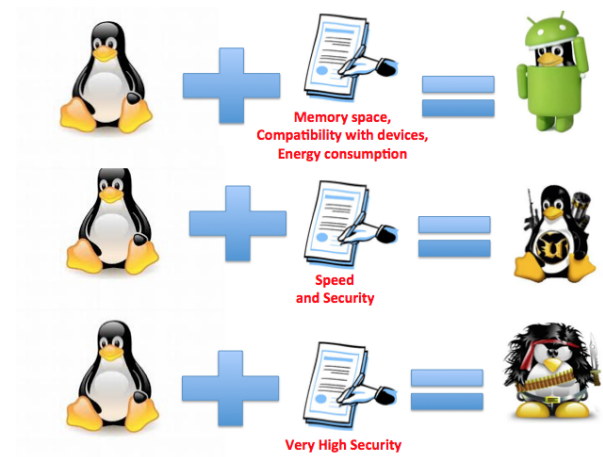 Memory space,
Compatibility with devices,
Energy consumption
Speed
and Security
Very High Security